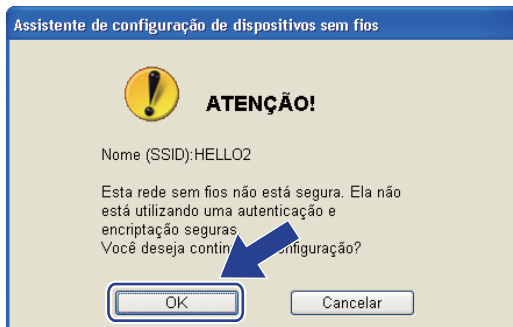 Assistente de configuração de dispositivos sem fios
ATENÇÃO!
Nome (SSID):HELLO2
Esta rede sem fios não está segura. Ela não
está utilizando uma autenticação e
encriptação seguras.
Você deseja continuar configuração?
OK
Cancelar